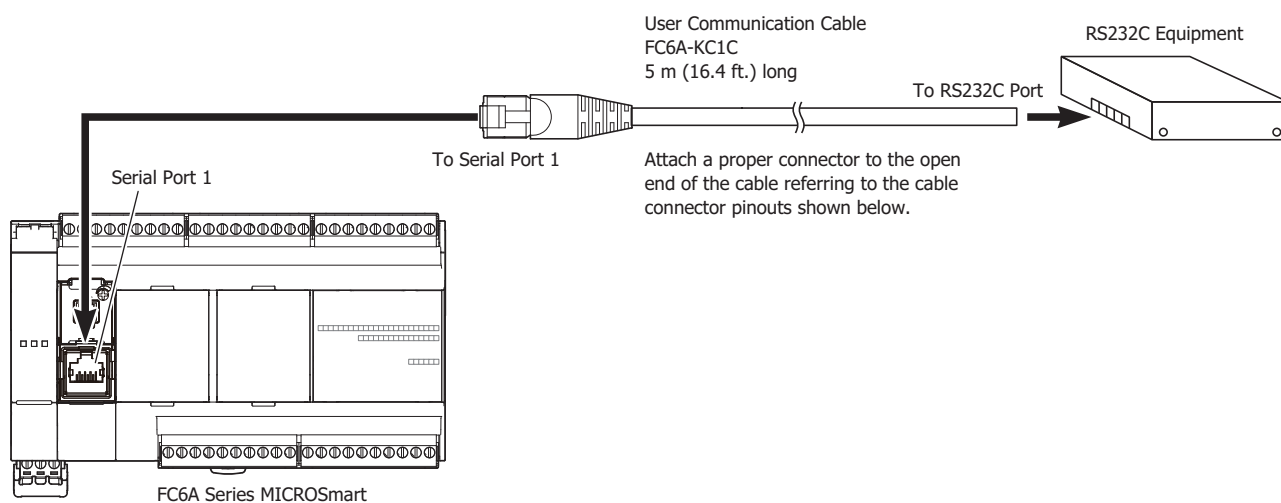 User Communication Cable
FC6A-KC1C
5 m (16.4 ft.) long
RS232C Equipment
To RS232C Port
To Serial Port 1
Attach a proper connector to the open
end of the cable referring to the cable
connector pinouts shown below.
Serial Port 1
FC6A Series MICROSmart